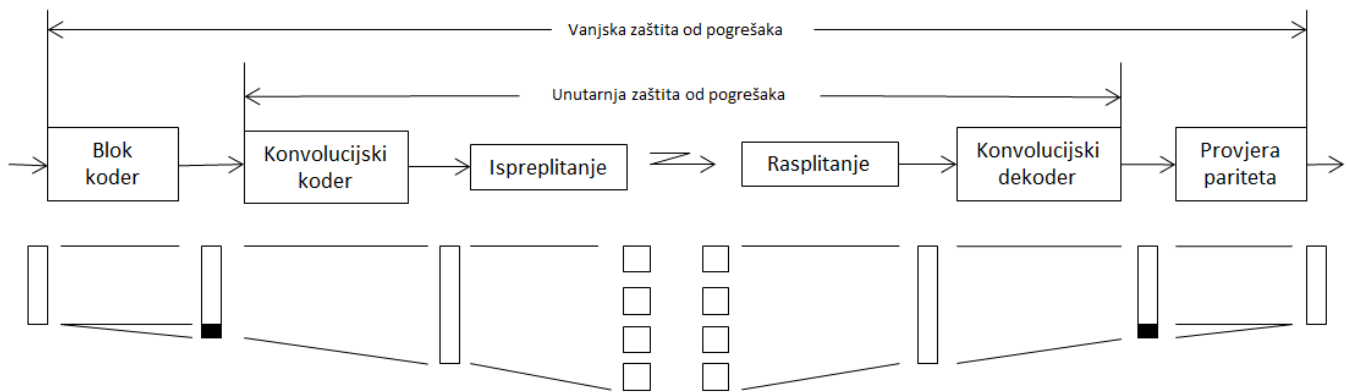 Vanjska zaštita od pogrešaka
Unutarnja zaštita od pogrešaka
Blok
koder
Konvolucijski
koder
Ispreplitanje
Rasplitanje
Konvolucijski
dekoder
Provjera
pariteta